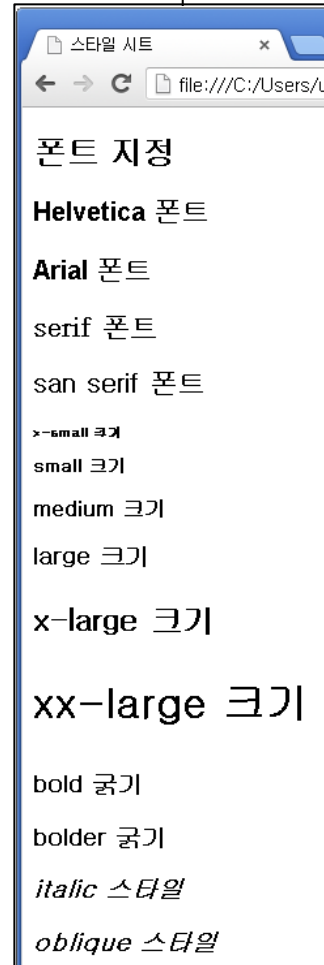 스타일 시트
file:///C:/Users/u
폰트 지정
Helvetica 폰트
Arial 폰트
serif 폰트
san serif 폰트
x-small 크기
small 크기
medium 크기
large 크기
x-large 크기
xx-large 크기
bold 굵기
bolder 굵기
italic 스타일
oblique 스타일